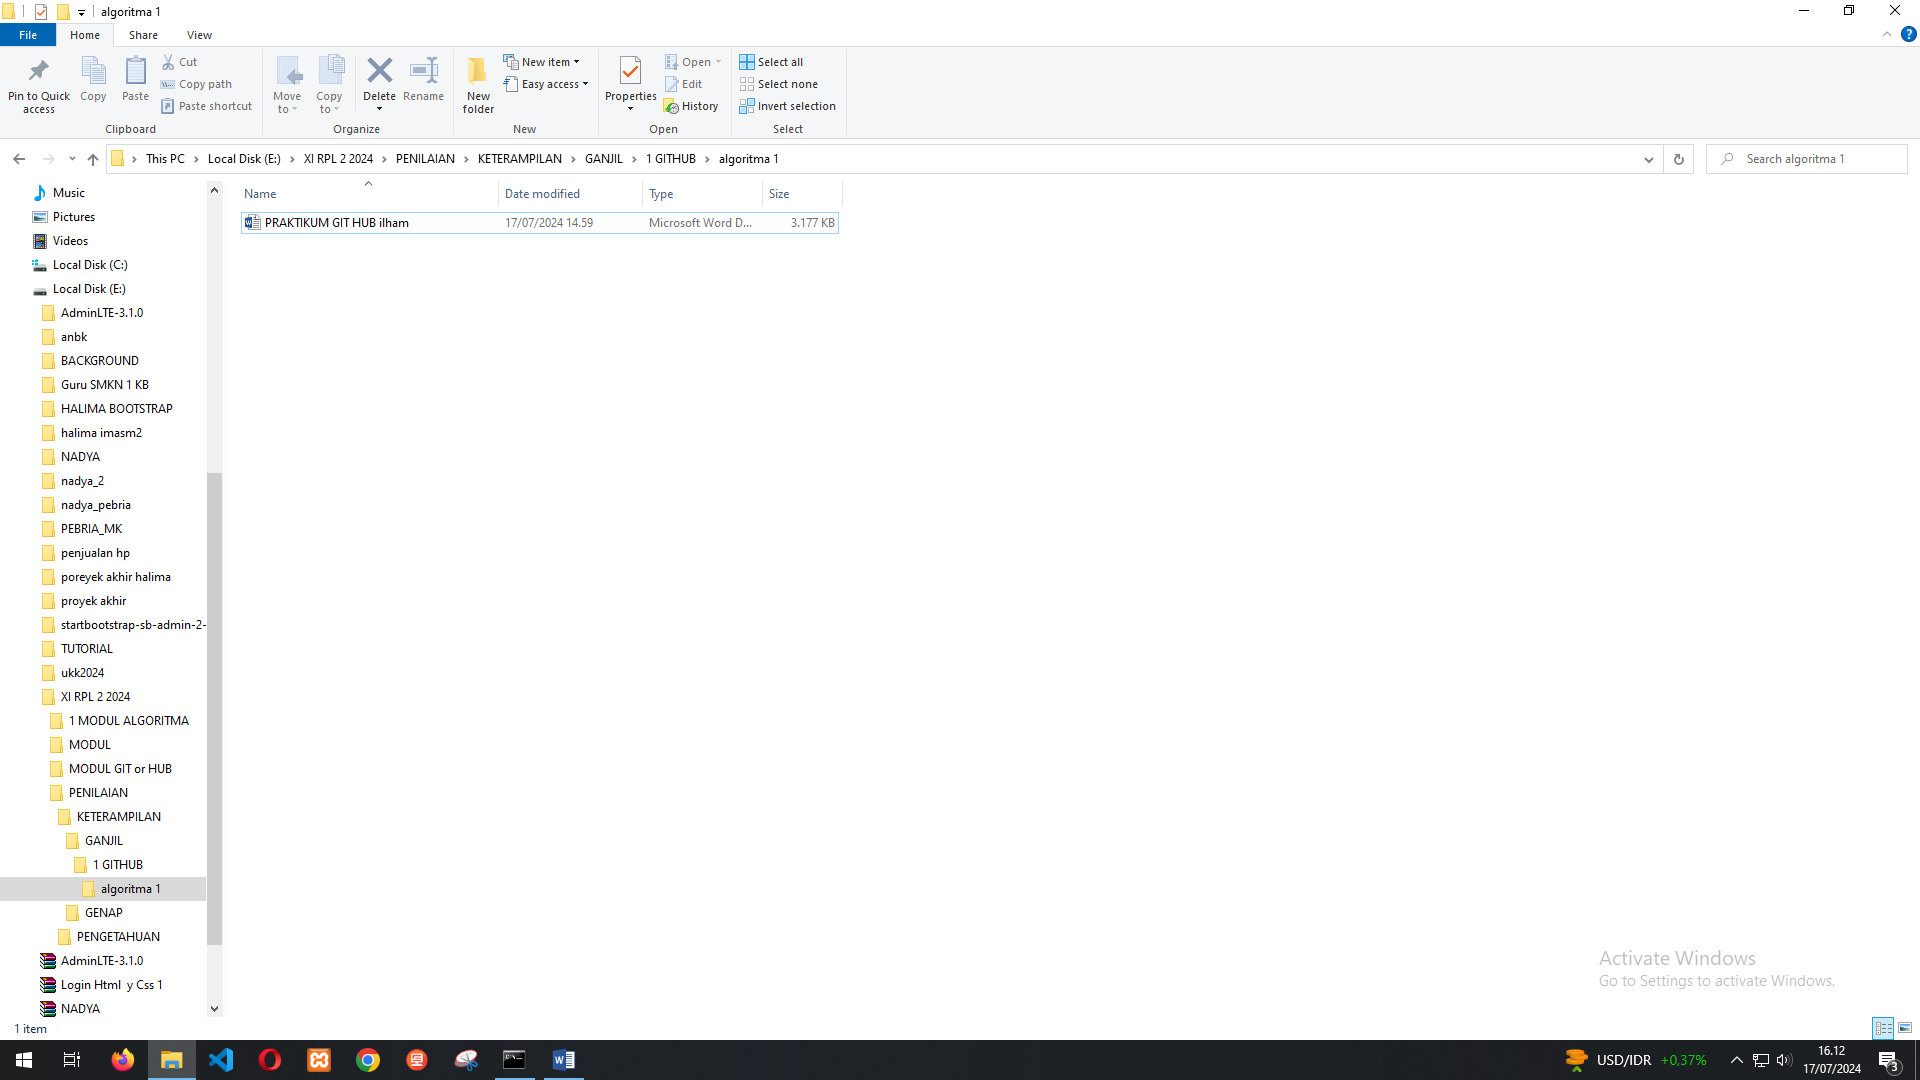 algoritma 1
File
Home
Share
View
Pin to Quick access
Copy
Paste
Cut
Copy path
Paste shortcut
Clipboard
Move to
Copy to
Delete
Rename
Organize
New folder
New item
Easy access
New
Properties
Open
Edit
History
Open
Select all
Select none
Invert selection
Select
This PC > Local Disk (E:) > XI RPL 2 2024 > PENILAIAN > KETERAMPILAN > GANJIL > 1 GITHUB > algoritma 1
Search algoritma 1
Name Date modified Type Size
PRAKTIKUM GIT HUB ilham 17/07/2024 14.59 Microsoft Word D... 3.177 KB
Music
Pictures
Videos
Local Disk (C:)
Local Disk (E:)
AdminLTE-3.1.0
anbk
BACKGROUND
Guru SMKN 1 KB
HALIMA BOOTSTRAP
halima imasm2
NADYA
nadya_2
nadya_pebria
PEBRIA_MK
penjualan hp
poreyek akhir halima
proyek akhir
startbootstrap-sb-admin-2-
TUTORIAL
ukk2024
XI RPL 2 2024
1 MODUL ALGORITMA
MODUL
MODUL GIT or HUB
PENILAIAN
KETERAMPILAN
GANJIL
1 GITHUB
algoritma 1
GENAP
PENGETAHUAN
AdminLTE-3.1.0
Login Html y Css 1
NADYA
1 item
Activate Windows
Go to Settings to activate Windows.
USD/IDR +0,37%
16.12
17/07/2024
3